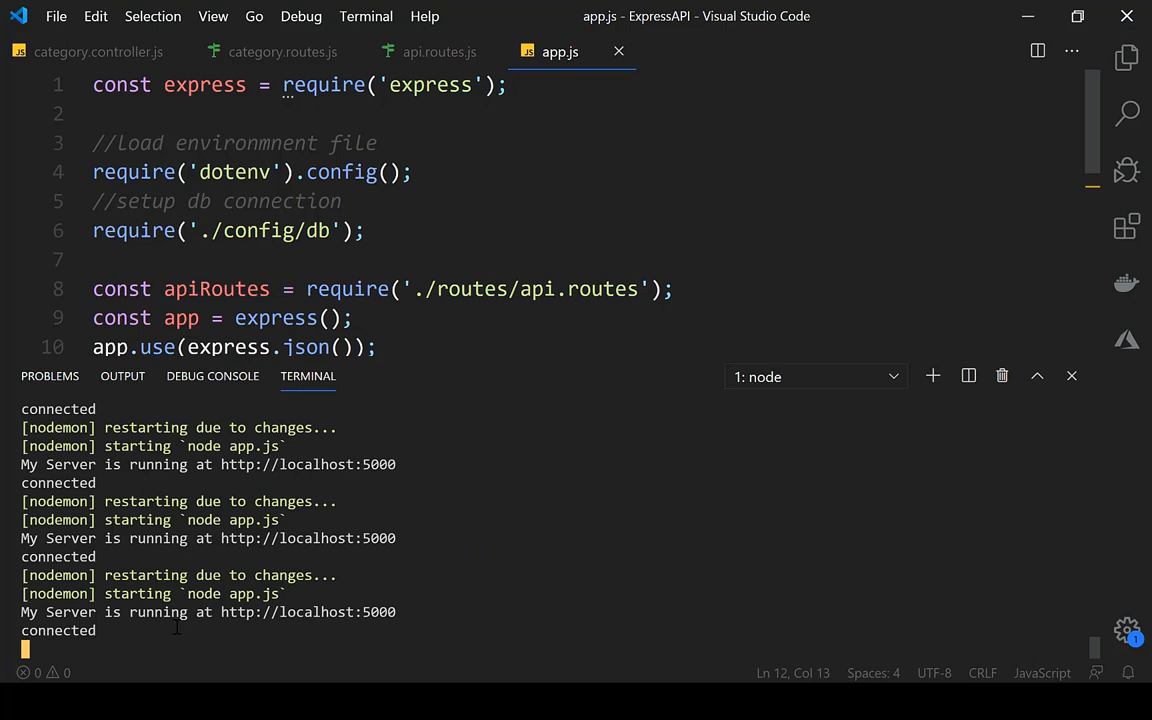 File Edit Selection View Go Debug Terminal Help app.js - ExpressAPI - Visual Studio Code
JS category.controller.js category.routes.js api.routes.js JS app.js
1 const express = require('express');
2
3 //load environmnent file
4 require('dotenv').config();
5 //setup db connection
6 require('./config/db');
7
8 const apiRoutes = require('./routes/api.routes');
9 const app = express();
10 app.use(express.json());
PROBLEMS OUTPUT DEBUG CONSOLE TERMINAL 1: node
connected
[nodemon] restarting due to changes...
[nodemon] starting `node app.js`
My Server is running at http://localhost:5000
connected
[nodemon] restarting due to changes...
[nodemon] starting `node app.js`
My Server is running at http://localhost:5000
connected
[nodemon] restarting due to changes...
[nodemon] starting `node app.js`
My Server is running at http://localhost:5000
connected
1
0 0 Ln 12, Col 13 Spaces: 4 UTF-8 CRLF JavaScript